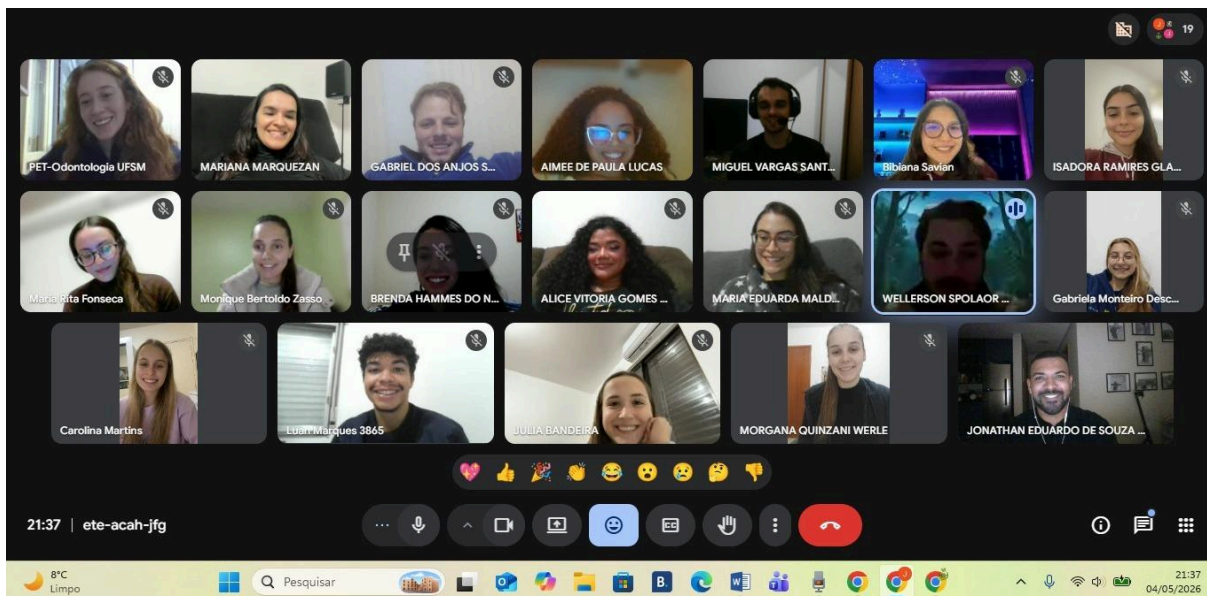 19
PET-Odontologia UFSM
MARIANA MARQUEZAN
GABRIEL DOS ANJOS S...
AIMEE DE PAULA LUCAS
MIGUEL VARGAS SANT...
Bibiana Savian
ISADORA RAMIRES GLA...
Maria Rita Fonseca
Monique Bertoldo Zasso
BRENDA HAMMES DO N...
ALICE VITORIA GOMES ...
MARIA EDUARDA MALD...
WELLERSON SPOLAOR ...
Gabriela Monteiro Desc...
Carolina Martins
Luan Marques 3865
JULIA BANDEIRA
MORGANA QUINZANI WERLE
JONATHAN EDUARDO DE SOUZA ...
21:37 | ete-acah-jfg
8°C
Limpo
Pesquisar
21:37
04/05/2026